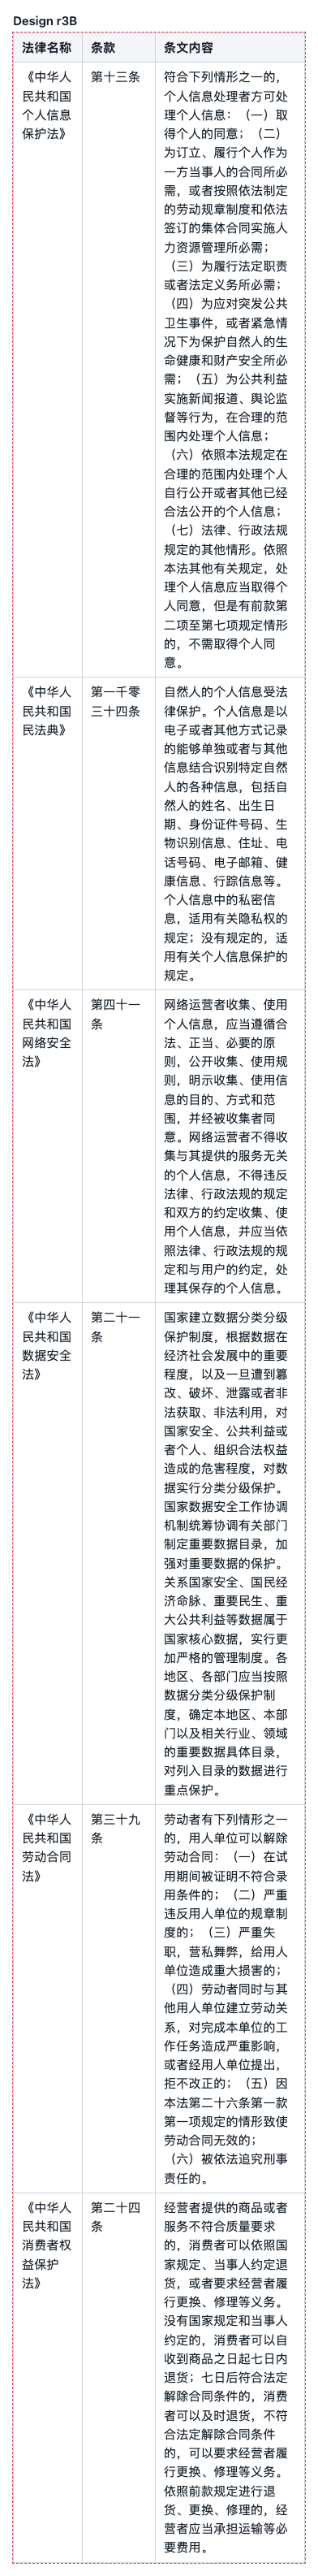 Design r3B
法律名称 条款 条文内容
《中华人 第十三条 符合下列情形之一的，
民共和国 个人信息处理者方可处
个人信息 理个人信息：（一）取
保护法》 得个人的同意；（二）
为订立、履行个人作为
一方当事人的合同所必
需，或者按照依法制定
的劳动规章制度和依法
签订的集体合同实施人
力资源管理所必需；
（三）为履行法定职责
或者法定义务所必需；
（四）为应对突发公共
卫生事件，或者紧急情
况下为保护自然人的生
命健康和财产安全所必
需；（五）为公共利益
实施新闻报道、舆论监
督等行为，在合理的范
围内处理个人信息；
（六）依照本法规定在
合理的范围内处理个人
自行公开或者其他已经
合法公开的个人信息；
（七）法律、行政法规
规定的其他情形。依照
本法其他有关规定，处
理个人信息应当取得个
人同意，但是有前款第
二项至第七项规定情形
的，不需取得个人同
意。
《中华人 第一千零 自然人的个人信息受法
民共和国 三十四条 律保护。个人信息是以
民法典》 电子或者其他方式记录
的能够单独或者与其他
信息结合识别特定自然
人的各种信息，包括自
然人的姓名、出生日
期、身份证件号码、生
物识别信息、住址、电
话号码、电子邮箱、健
康信息、行踪信息等。
个人信息中的私密信
息，适用有关隐私权的
规定；没有规定的，适
用有关个人信息保护的
规定。
《中华人 第四十一 网络运营者收集、使用
民共和国 条 个人信息，应当遵循合
网络安全 法、正当、必要的原
法》 则，公开收集、使用规
则，明示收集、使用信
息的目的、方式和范
围，并经被收集者同
意。网络运营者不得收
集与其提供的服务无关
的个人信息，不得违反
法律、行政法规的规定
和双方的约定收集、使
用个人信息，并应当依
照法律、行政法规的规
定和与用户的约定，处
理其保存的个人信息。
《中华人 第二十一 国家建立数据分类分级
民共和国 条 保护制度，根据数据在
数据安全 经济社会发展中的重要
法》 程度，以及一旦遭到篡
改、破坏、泄露或者非
法获取、非法利用，对
国家安全、公共利益或
者个人、组织合法权益
造成的危害程度，对数
据实行分类分级保护。
国家数据安全工作协调
机制统筹协调有关部门
制定重要数据目录，加
强对重要数据的保护。
关系国家安全、国民经
济命脉、重要民生、重
大公共利益等数据属于
国家核心数据，实行更
加严格的管理制度。各
地区、各部门应当按照
数据分类分级保护制
度，确定本地区、本部
门以及相关行业、领域
的重要数据具体目录，
对列入目录的数据进行
重点保护。
《中华人 第三十九 劳动者有下列情形之一
民共和国 条 的，用人单位可以解除
劳动合同 劳动合同：（一）在试
法》 用期间被证明不符合录
用条件的；（二）严重
违反用人单位的规章制
度的；（三）严重失
职，营私舞弊，给用人
单位造成重大损害的；
（四）劳动者同时与其
他用人单位建立劳动关
系，对完成本单位的工
作任务造成严重影响，
或者经用人单位提出，
拒不改正的；（五）因
本法第二十六条第一款
第一项规定的情形致使
劳动合同无效的；
（六）被依法追究刑事
责任的。
《中华人 第二十四 经营者提供的商品或者
民共和国 条 服务不符合质量要求
消费者权 的，消费者可以依照国
益保护 家规定、当事人约定退
法》 货，或者要求经营者履
行更换、修理等义务。
没有国家规定和当事人
约定的，消费者可以自
收到商品之日起七日内
退货；七日后符合法定
解除合同条件的，消费
者可以及时退货，不符
合法定解除合同条件
的，可以要求经营者履
行更换、修理等义务。
依照前款规定进行退
货、更换、修理的，经
营者应当承担运输等必
要费用。